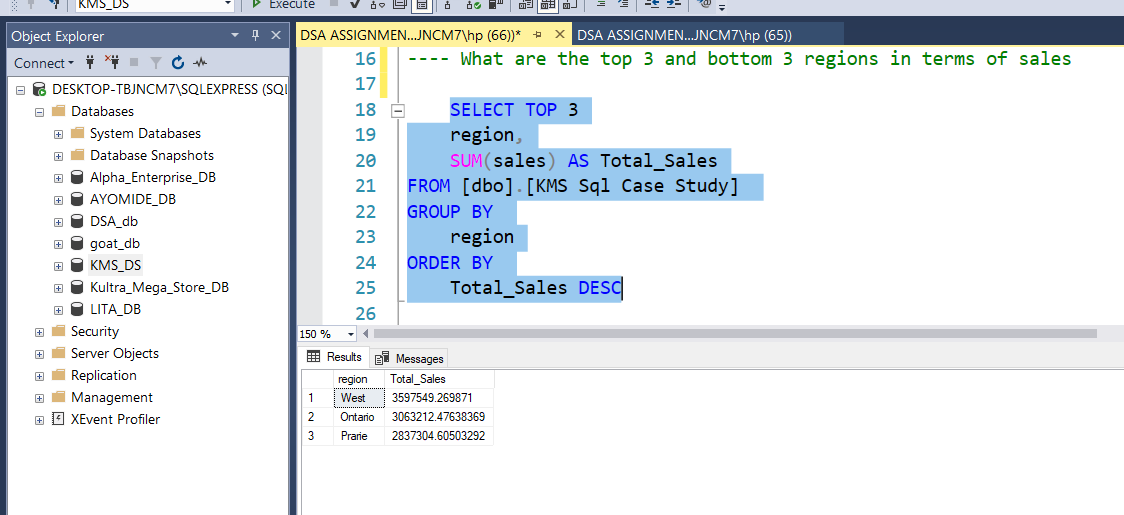 KMS_DS
Execute
Object Explorer
Connect
DESKTOP-TBJNCM7\SQLEXPRESS (SQL
Databases
System Databases
Database Snapshots
Alpha_Enterprise_DB
AYOMIDE_DB
DSA_db
goat_db
KMS_DS
Kultra_Mega_Store_DB
LITA_DB
Security
Server Objects
Replication
Management
XEvent Profiler
DSA ASSIGNMEN...JNCM7\hp (66))*
DSA ASSIGNMEN...JNCM7\hp (65))
16 ---- What are the top 3 and bottom 3 regions in terms of sales
17
18 SELECT TOP 3
19 region,
20 SUM(sales) AS Total_Sales
21 FROM [dbo].[KMS Sql Case Study]
22 GROUP BY
23 region
24 ORDER BY
25 Total_Sales DESC
26
150 %
Results Messages
region Total_Sales
1 West 3597549.269871
2 Ontario 3063212.47638369
3 Prarie 2837304.60503292